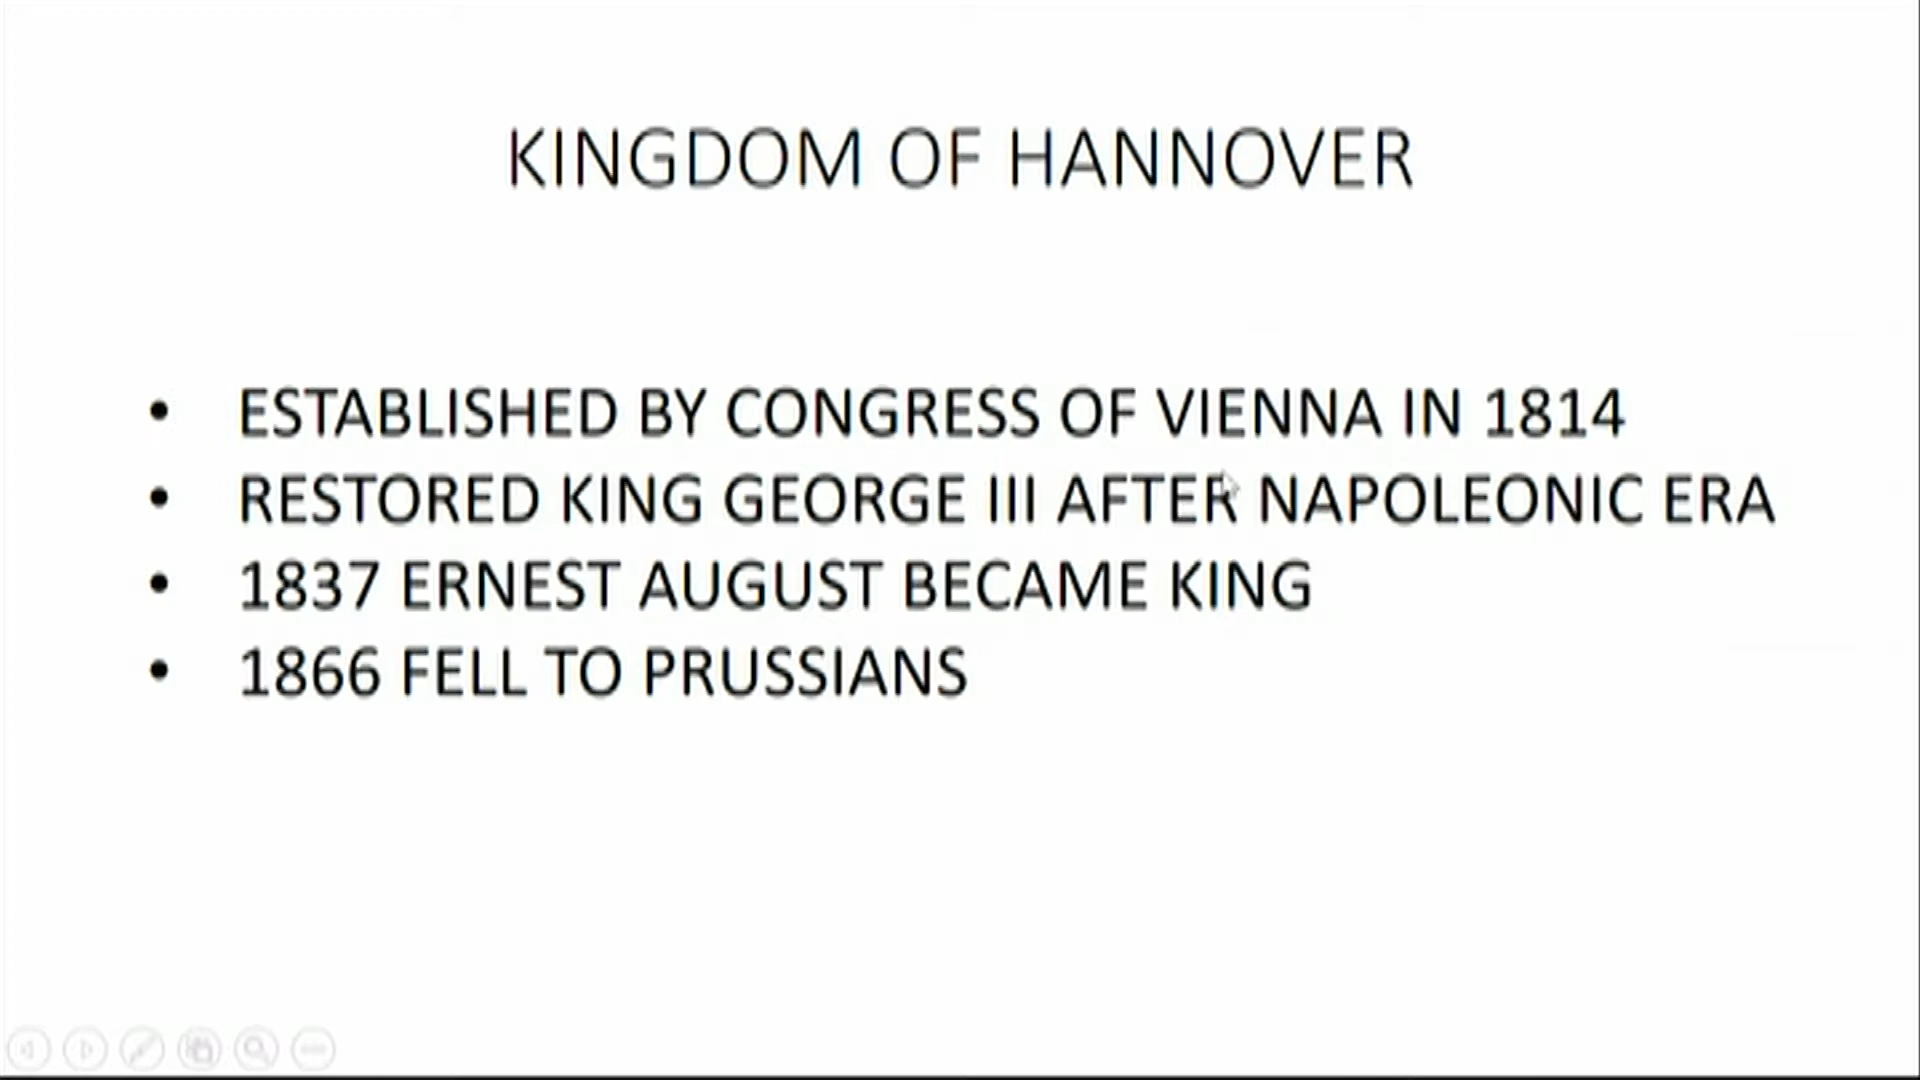 KINGDOM OF HANNOVER
• ESTABLISHED BY CONGRESS OF VIENNA IN 1814
• RESTORED KING GEORGE III AFTER NAPOLEONIC ERA
• 1837 ERNEST AUGUST BECAME KING
• 1866 FELL TO PRUSSIANS